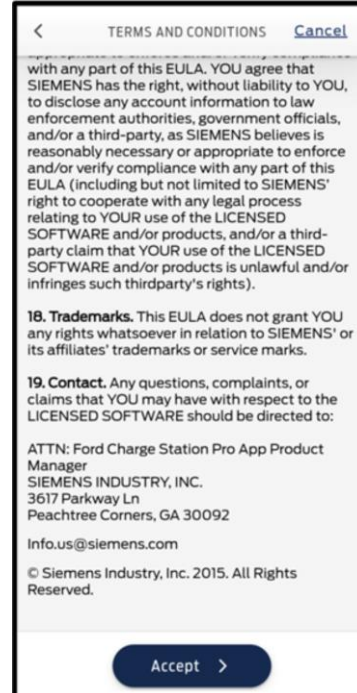 TERMS AND CONDITIONS Cancel
with any part of this EULA. YOU agree that
SIEMENS has the right, without liability to YOU,
to disclose any account information to law
enforcement authorities, government officials,
and/or a third-party, as SIEMENS believes is
reasonably necessary or appropriate to enforce
and/or verify compliance with any part of this
EULA (including but not limited to SIEMENS'
right to cooperate with any legal process
relating to YOUR use of the LICENSED
SOFTWARE and/or products, and/or a third-
party claim that YOUR use of the LICENSED
SOFTWARE and/or products is unlawful and/or
infringes such thirdparty's rights).
18. Trademarks. This EULA does not grant YOU
any rights whatsoever in relation to SIEMENS' or
its affiliates' trademarks or service marks.
19. Contact. Any questions, complaints, or
claims that YOU may have with respect to the
LICENSED SOFTWARE should be directed to:
ATTN: Ford Charge Station Pro App Product
Manager
SIEMENS INDUSTRY, INC.
3617 Parkway Ln
Peachtree Corners, GA 30092
Info.us@siemens.com
© Siemens Industry, Inc. 2015. All Rights
Reserved.
Accept